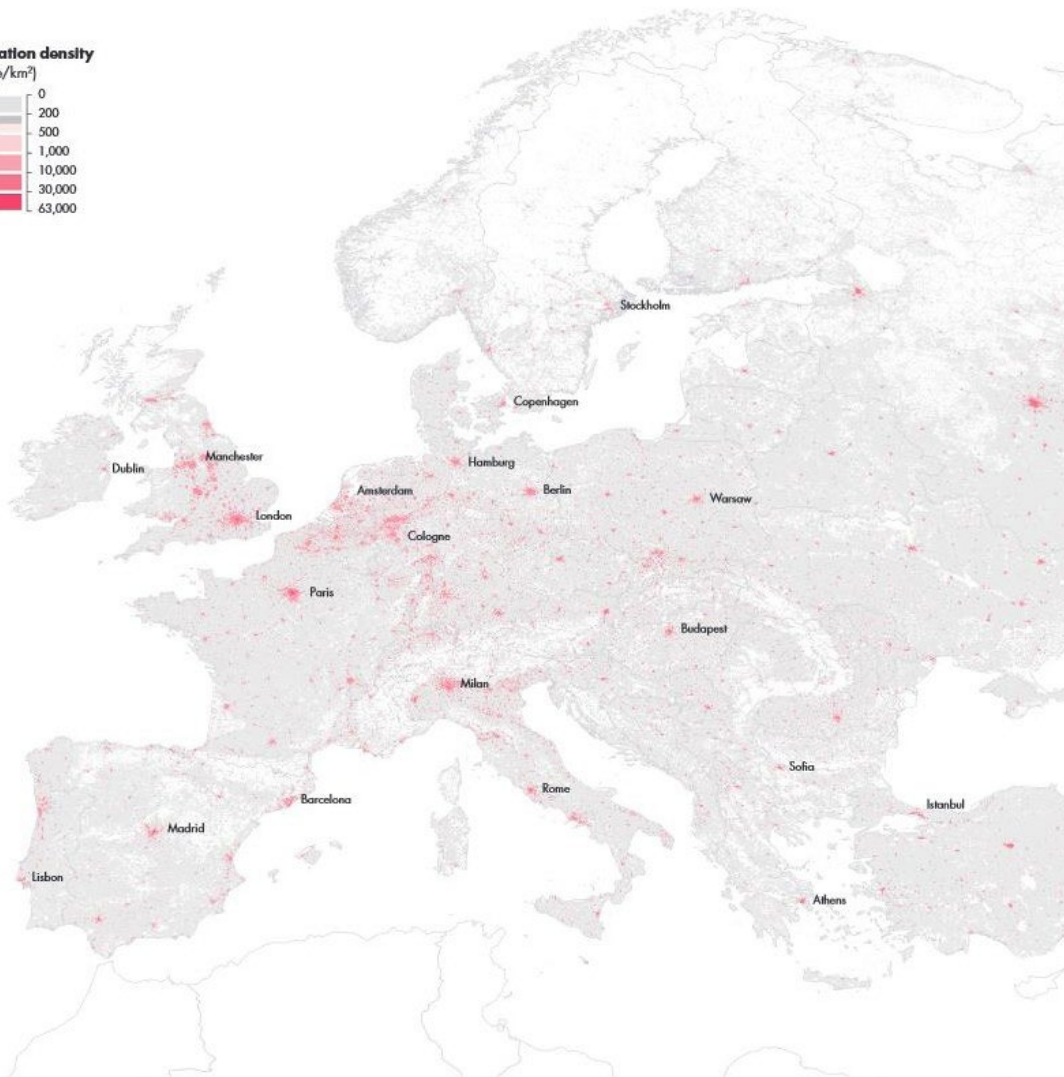 ation density
/km²)
0
200
500
1,000
10,000
30,000
63,000
Stockholm
Copenhagen
Manchester
Dublin
Hamburg
Amsterdam
Berlin
Warsaw
London
Cologne
Paris
Budapest
Milan
Sofia
Rome
Barcelona
Istanbul
Madrid
Lisbon
Athens